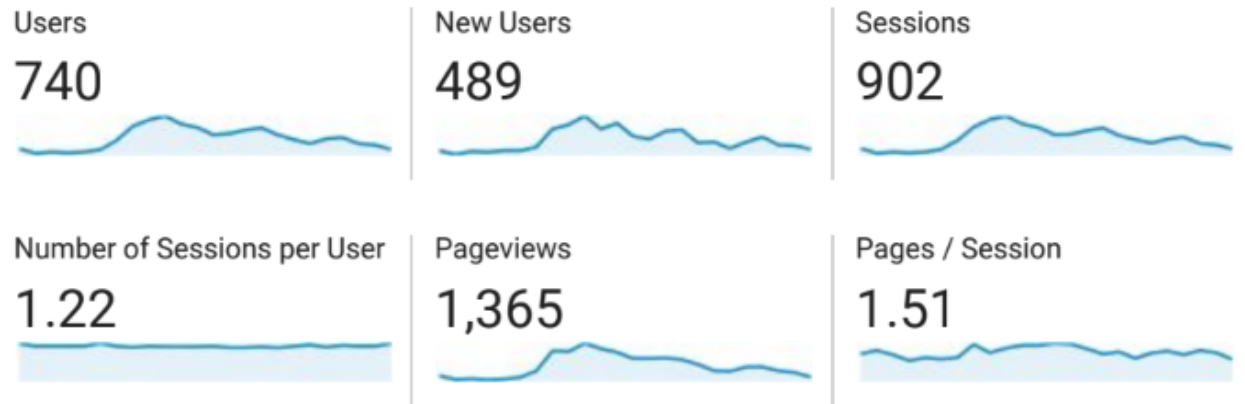 Users
740
New Users
489
Sessions
902
Number of Sessions per User
1.22
Pageviews
1,365
Pages / Session
1.51